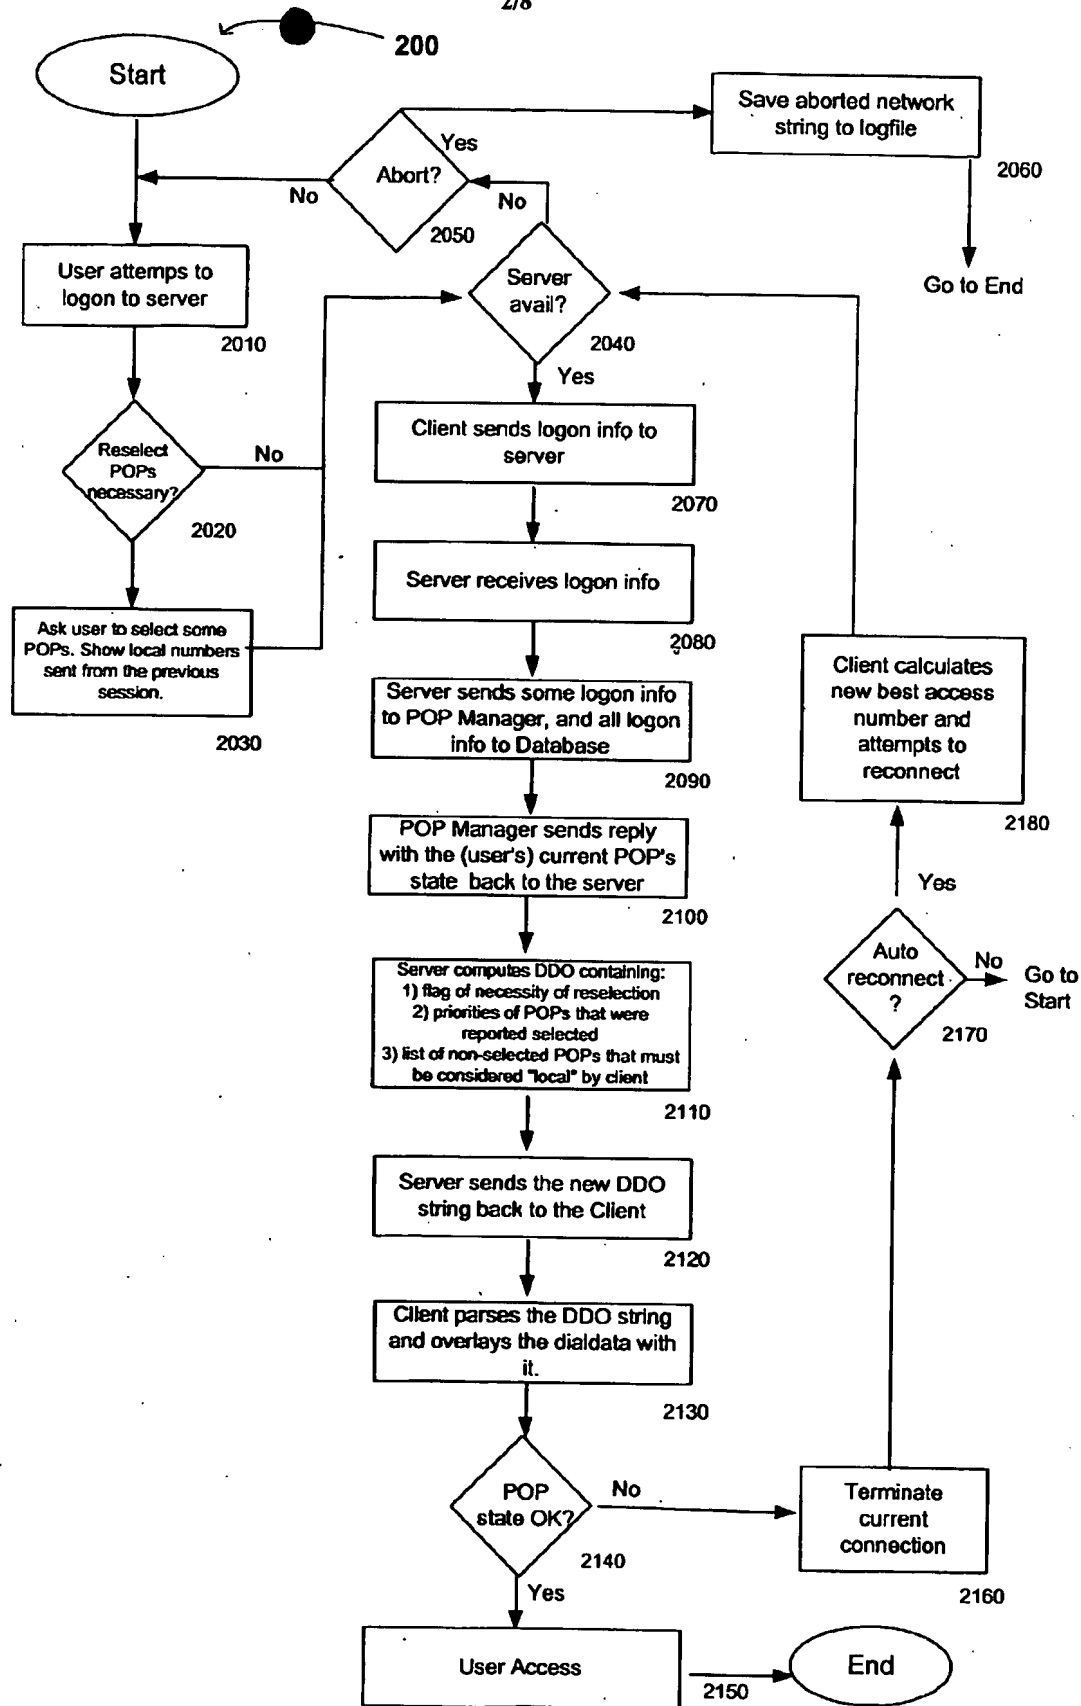 2/8
200
Start
Save aborted network
string to logfile
2060
Go to End
Yes
Abort?
No
2050
No
User attemps to
logon to server
2010
Server
avail?
2040
Yes
Reselect
POPs
necessary?
No
2020
Client sends logon info to
server
2070
Server receives logon info
2080
Ask user to select some
POPs. Show local numbers
sent from the previous
session.
2030
Server sends some logon info
to POP Manager, and all logon
info to Database
2090
Client calculates
new best access
number and
attempts to
reconnect
2180
POP Manager sends reply
with the (user's) current POP's
state back to the server
2100
Yes
Auto
reconnect
?
No
Go to
Start
2170
Server computes DDO containing:
1) flag of necessity of reselection
2) priorities of POPs that were
reported selected
3) list of non-selected POPs that must
be considered "local" by client
2110
Server sends the new DDO
string back to the Client
2120
Client parses the DDO string
and overlays the dialdata with
it.
2130
POP
state OK?
No
2140
Yes
Terminate
current
connection
2160
User Access
2150
End